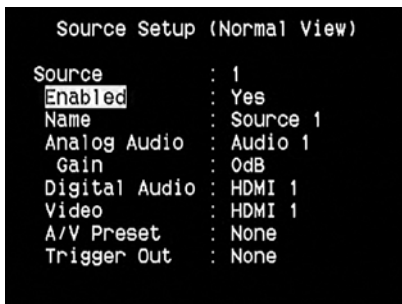 Source Setup (Normal View)
Source : 1
Enabled : Yes
Name : Source 1
Analog Audio : Audio 1
Gain : 0dB
Digital Audio : HDMI 1
Video : HDMI 1
A/V Preset : None
Trigger Out : None